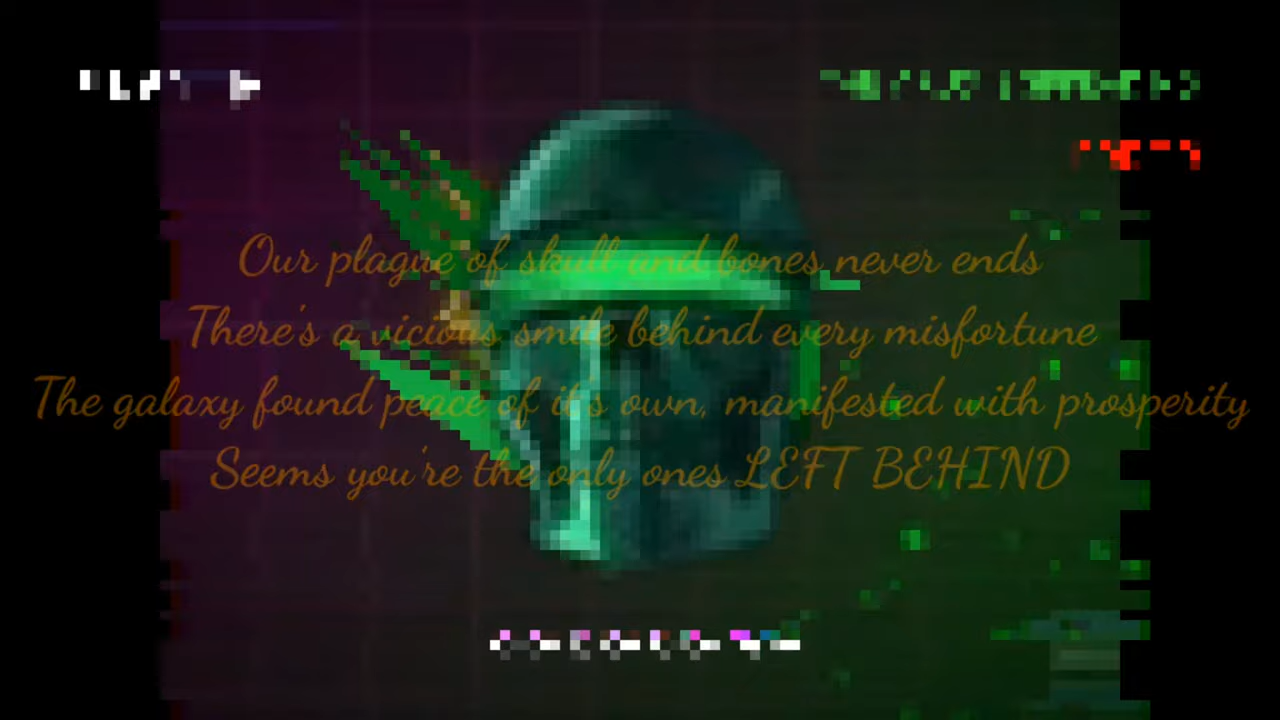 Our plague of skull and bones never ends
There's a vicious smile behind every misfortune
The galaxy found peace of it's own, manifested with prosperity
Seems you're the only ones LEFT BEHIND